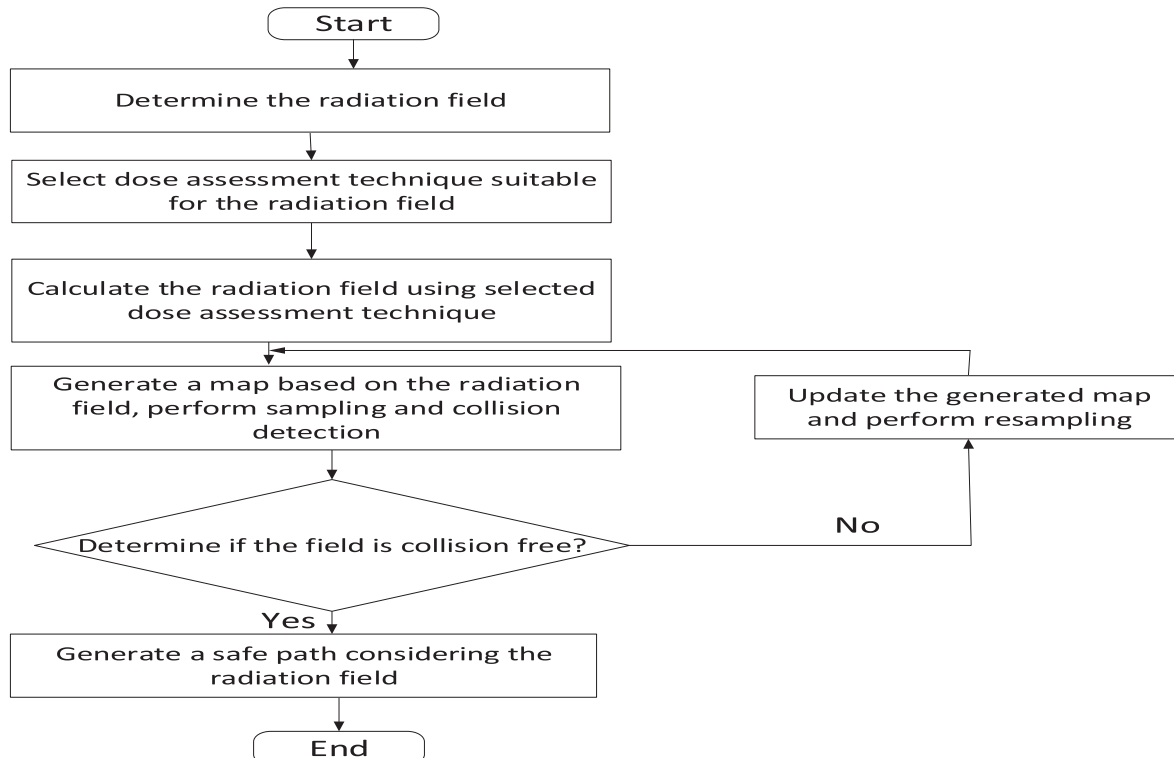 Start
Determine the radiation field
Select dose assessment technique suitable
for the radiation field
Calculate the radiation field using selected
dose assessment technique
Generate a map based on the radiation
field, perform sampling and collision
detection
Update the generated map
and perform resampling
Determine if the field is collision free?
No
Yes
Generate a safe path considering the
radiation field
End